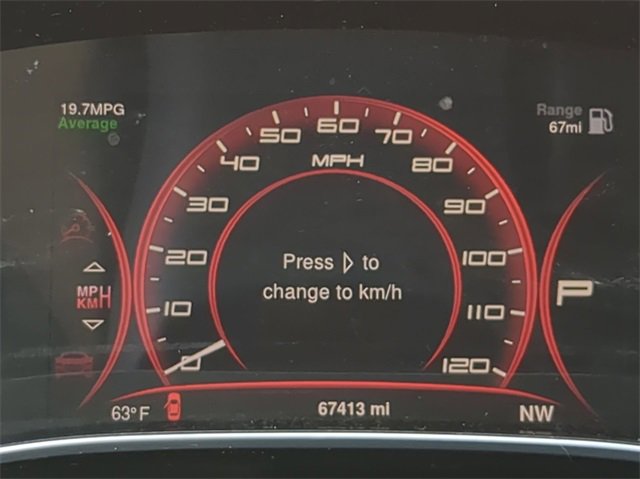 19.7MPG
Average
Range
67mi
0
10
20
30
40
50
60
70
80
90
100
110
120
MPH
Press ▷ to
change to km/h
MPH
KM
P
63°F
67413 mi
NW